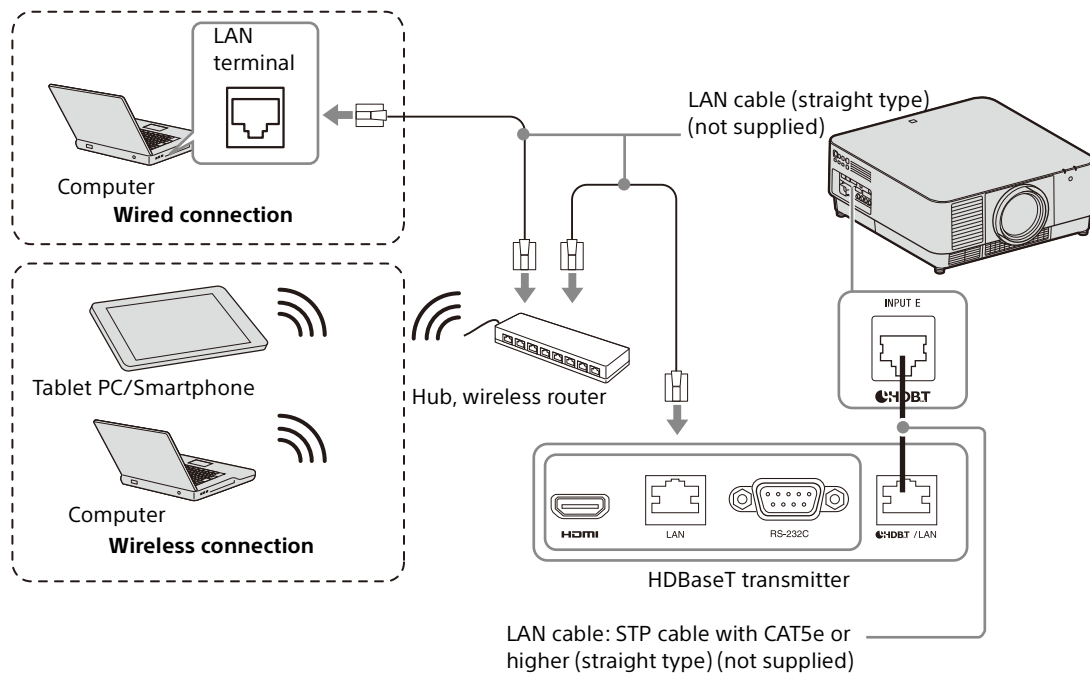 LAN
terminal
Computer
Wired connection
LAN cable (straight type)
(not supplied)
INPUT E
HDBT
Tablet PC/Smartphone
Hub, wireless router
Computer
Wireless connection
HDMI
LAN
RS-232C
HDBT / LAN
HDBaseT transmitter
LAN cable: STP cable with CAT5e or
higher (straight type) (not supplied)